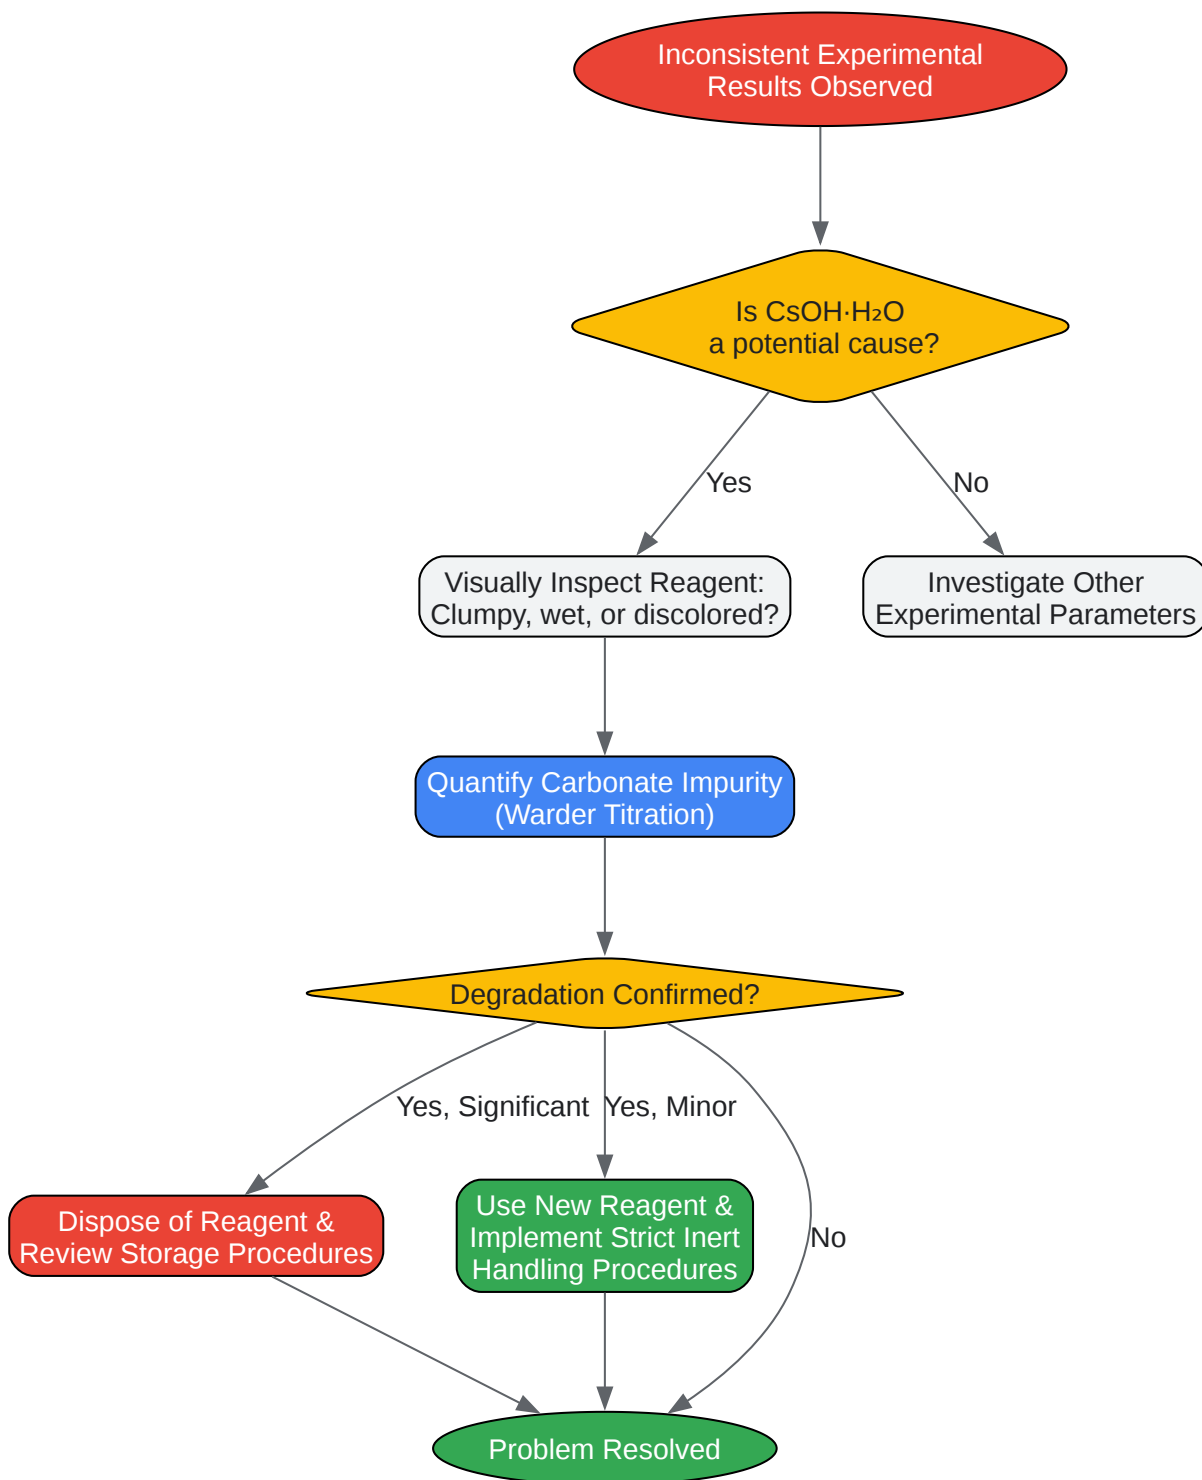 Inconsistent Experimental
Results Observed
Is CsOH·H₂O
a potential cause?
Yes
No
Visually Inspect Reagent:
Clumpy, wet, or discolored?
Investigate Other
Experimental Parameters
Quantify Carbonate Impurity
(Warder Titration)
Degradation Confirmed?
Yes, Significant
Yes, Minor
No
Dispose of Reagent &
Review Storage Procedures
Use New Reagent &
Implement Strict Inert
Handling Procedures
Problem Resolved